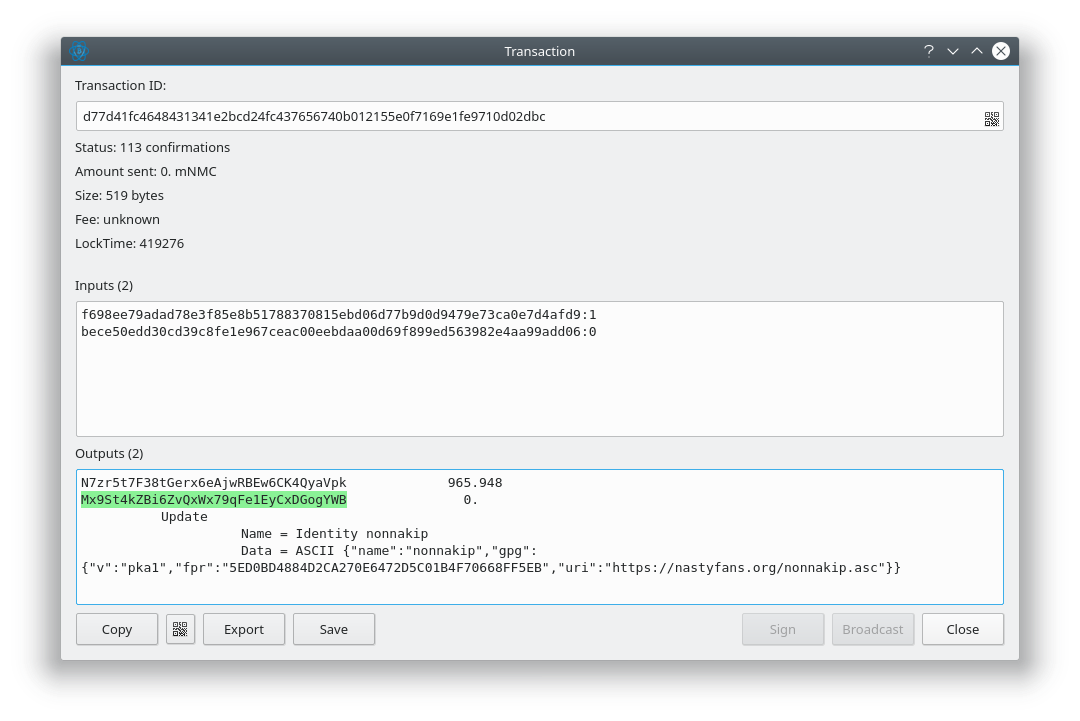 Transaction
Transaction ID:
d77d41fc4648431341e2bcd24fc437656740b012155e0f7169e1fe9710d02dbc
Status: 113 confirmations
Amount sent: 0. mNMC
Size: 519 bytes
Fee: unknown
LockTime: 419276
Inputs (2)
f698ee79adad78e3f85e8b51788370815ebd06d77b9d0d9479e73ca0e7d4afd9:1
bece50edd30cd39c8fe1e967ceac00eebdaa00d69f899ed563982e4aa99add06:0
Outputs (2)
N7zr5t7F38tGerx6eAjwRBEw6CK4QyaVpk 965.948
Mx9St4kZBi6ZvQxWx79qFe1EyCxDGogYWB 0.
Update
Name = Identity nonnakip
Data = ASCII {"name":"nonnakip","gpg":
{"v":"pka1","fpr":"5ED0BD4884D2CA270E6472D5C01B4F70668FF5EB","uri":"https://nastyfans.org/nonnakip.asc"}}
Copy Export Save Sign Broadcast Close